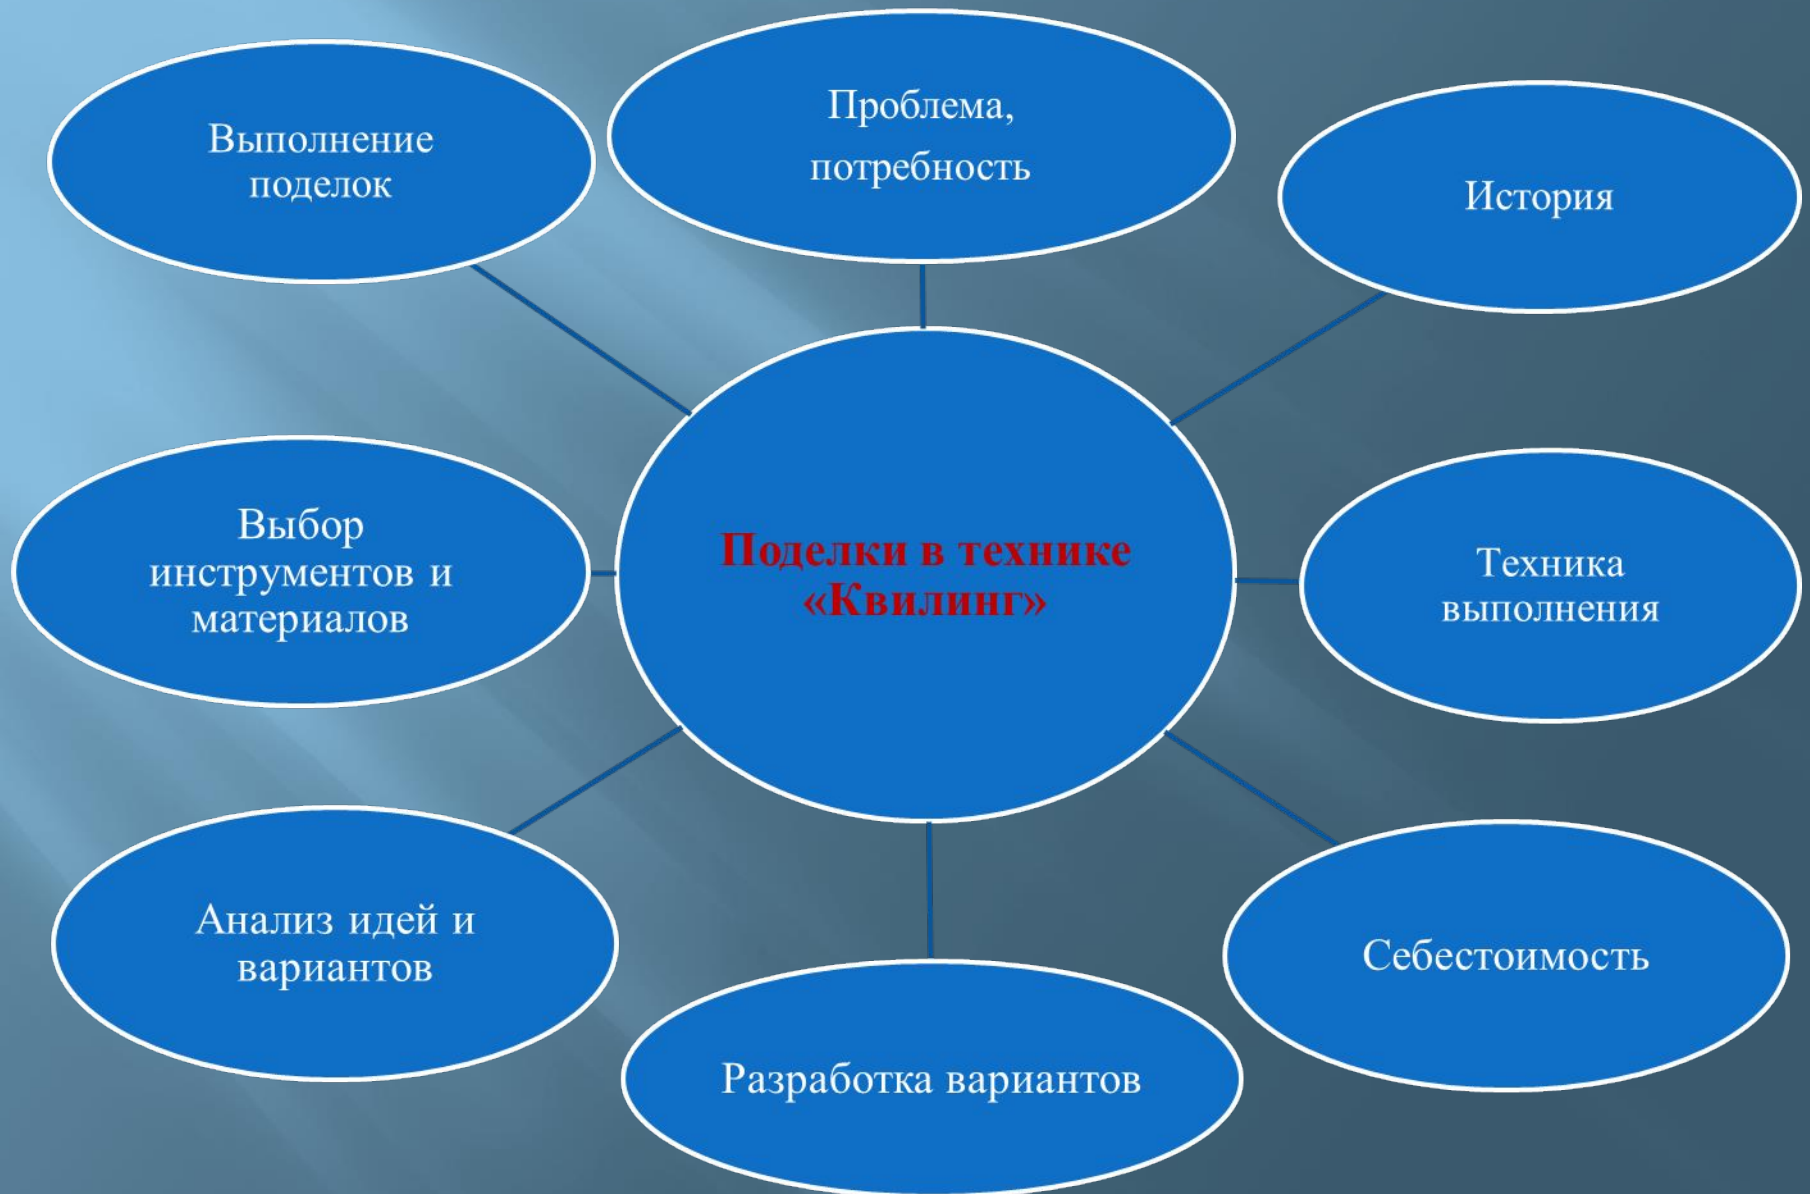 Проблема,
потребность
Выполнение
поделок
История
Выбор
инструментов и
материалов
Поделки в технике
«Квилинг»
Техника
выполнения
Анализ идей и
вариантов
Себестоимость
Разработка вариантов